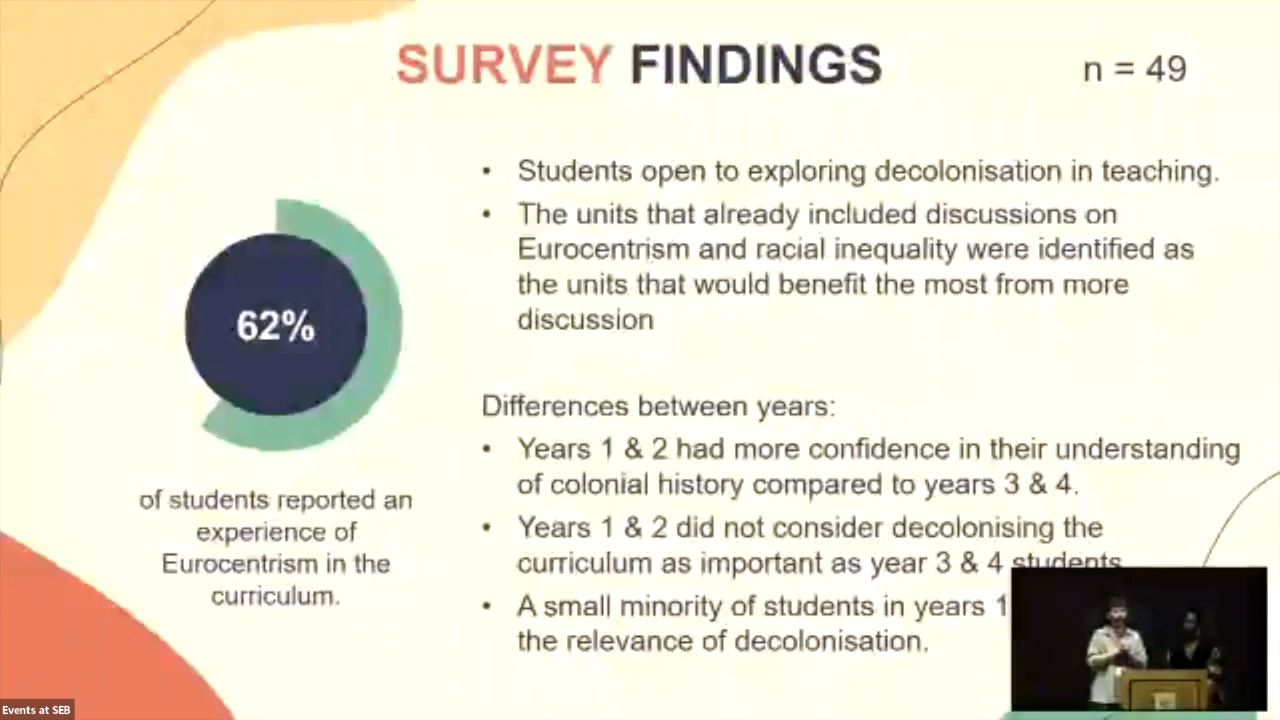 SURVEY FINDINGS
n = 49
• Students open to exploring decolonisation in teaching.
• The units that already included discussions on
Eurocentrism and racial inequality were identified as
the units that would benefit the most from more
discussion
62%
of students reported an
experience of
Eurocentrism in the
curriculum.
Differences between years:
• Years 1 & 2 had more confidence in their understanding
of colonial history compared to years 3 & 4.
• Years 1 & 2 did not consider decolonising the
curriculum as important as year 3 & 4 students
• A small minority of students in years 1
the relevance of decolonisation.
Events at SEB